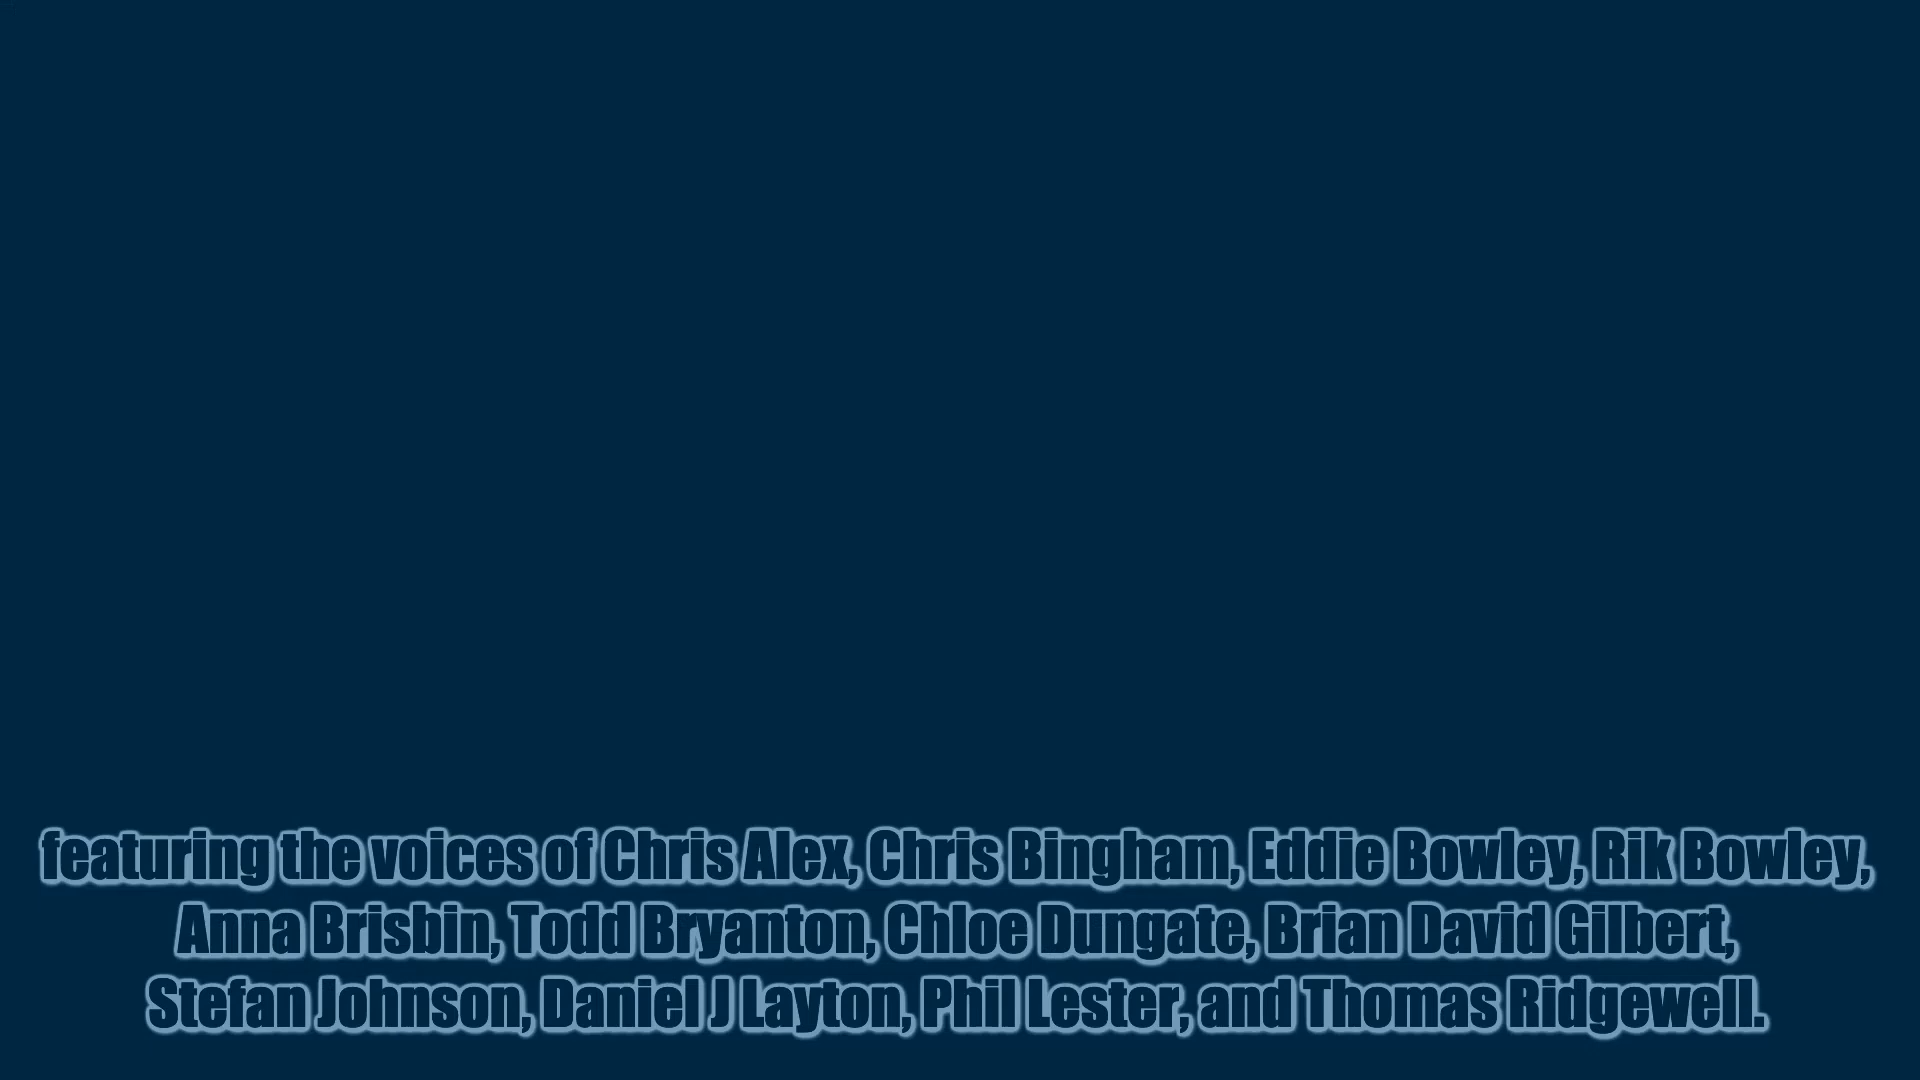 featuring the voices of Chris Alex, Chris Bingham, Eddie Bowley, Rik Bowley,
Anna Brisbin, Todd Bryanton, Chloe Dungate, Brian David Gilbert,
Stefan Johnson, Daniel J Layton, Phil Lester, and Thomas Ridgewell.